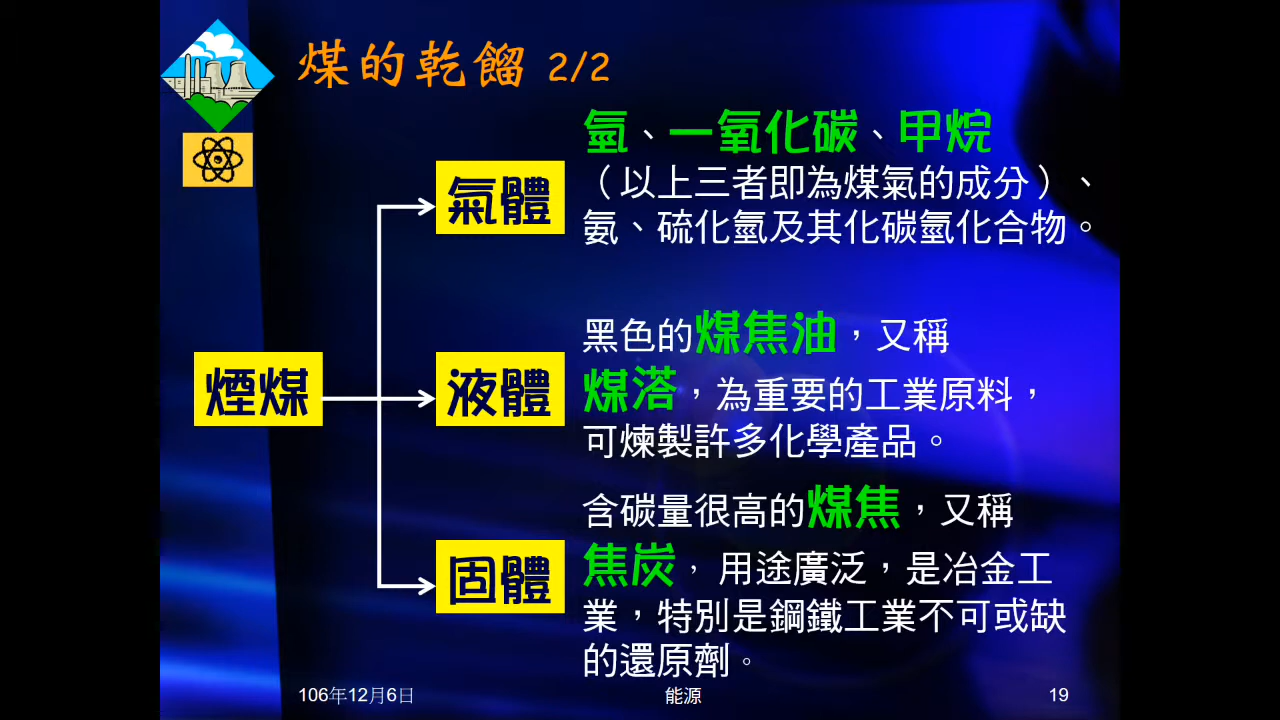 煤的乾餾 2/2
氫、一氧化碳、甲烷
（以上三者即為煤氣的成分）、
氣體
氨、硫化氫及其化碳氫化合物。
黑色的煤焦油，又稱
煙煤
液體
煤溚，為重要的工業原料，
可煉製許多化學產品。
含碳量很高的煤焦，又稱
固體
焦炭， 用途廣泛，是冶金工
業，特別是鋼鐵工業不可或缺
的還原劑。
106年12月6日
能源
19